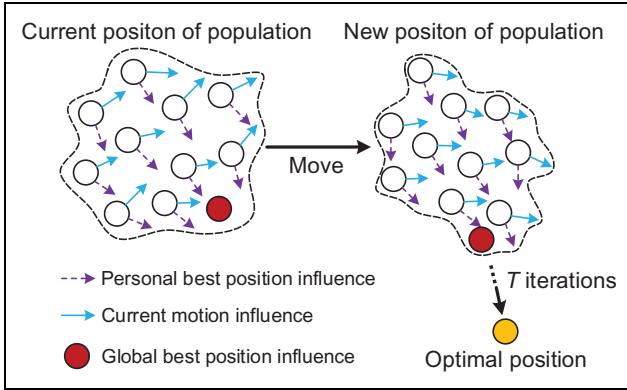 Current positon of population
New positon of population
Move
Personal best position influence
Current motion influence
Global best position influence
T iterations
Optimal position